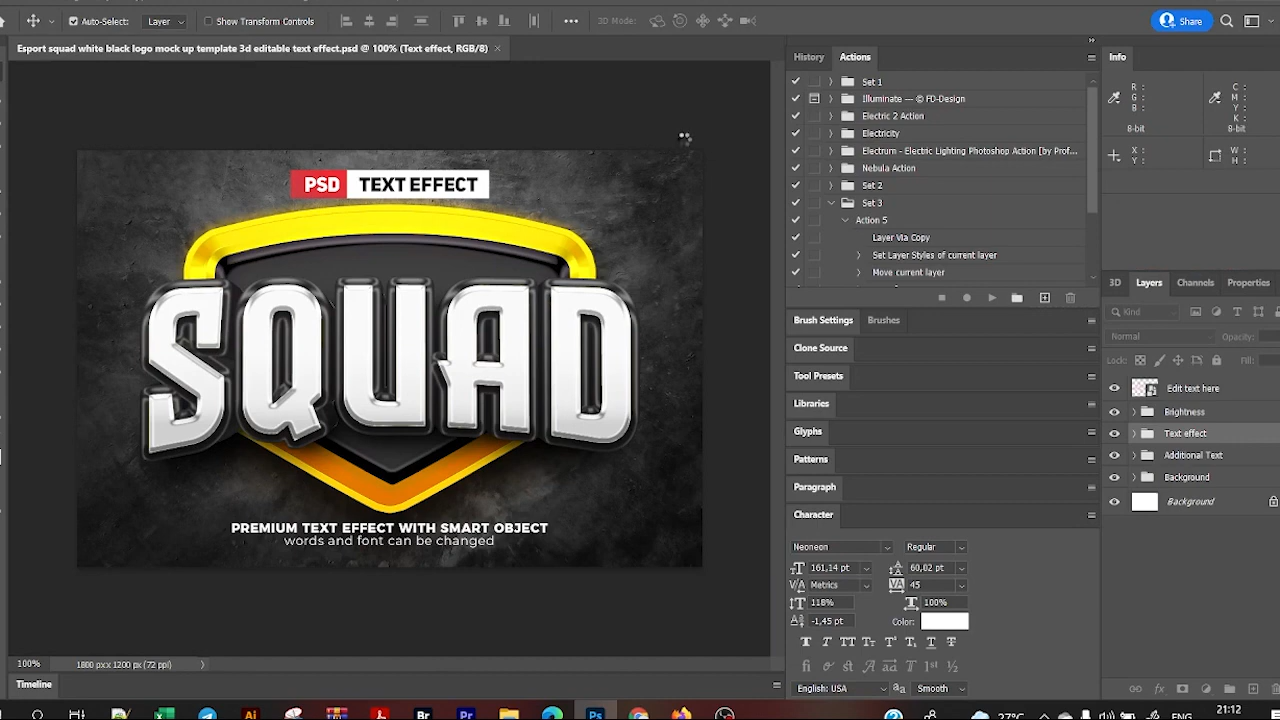 Auto-Select:
Layer
Show Transform Controls
3D Mode:
Share
Esport squad white black logo mock up template 3d editable text effect.psd @ 100% (Text effect, RGB/8)
PSD TEXT EFFECT
SQUAD
PREMIUM TEXT EFFECT WITH SMART OBJECT
words and font can be changed
100%
1800 px x 1200 px (72 ppi)
Timeline
History
Actions
Set 1
Illuminate — © FD-Design
Electric 2 Action
Electricity
Electrum - Electric Lighting Photoshop Action [by Prof...
Nebula Action
Set 2
Set 3
Action 5
Layer Via Copy
Set Layer Styles of current layer
Move current layer
Brush Settings
Brushes
Clone Source
Tool Presets
Libraries
Glyphs
Patterns
Paragraph
Character
Neoneon
Regular
161,14 pt
60,02 pt
Metrics
45
118%
100%
-1,45 pt
Color:
English: USA
Smooth
Info
R :
G :
B :
8-bit
C :
M :
Y :
K :
8-bit
X :
Y :
W :
H :
3D
Layers
Channels
Properties
Kind
Normal
Opacity:
Lock:
Fill:
Edit text here
Brightness
Text effect
Additional Text
Background
Background
Ai
Br
Pr
Ps
27°C
ENG
21:12